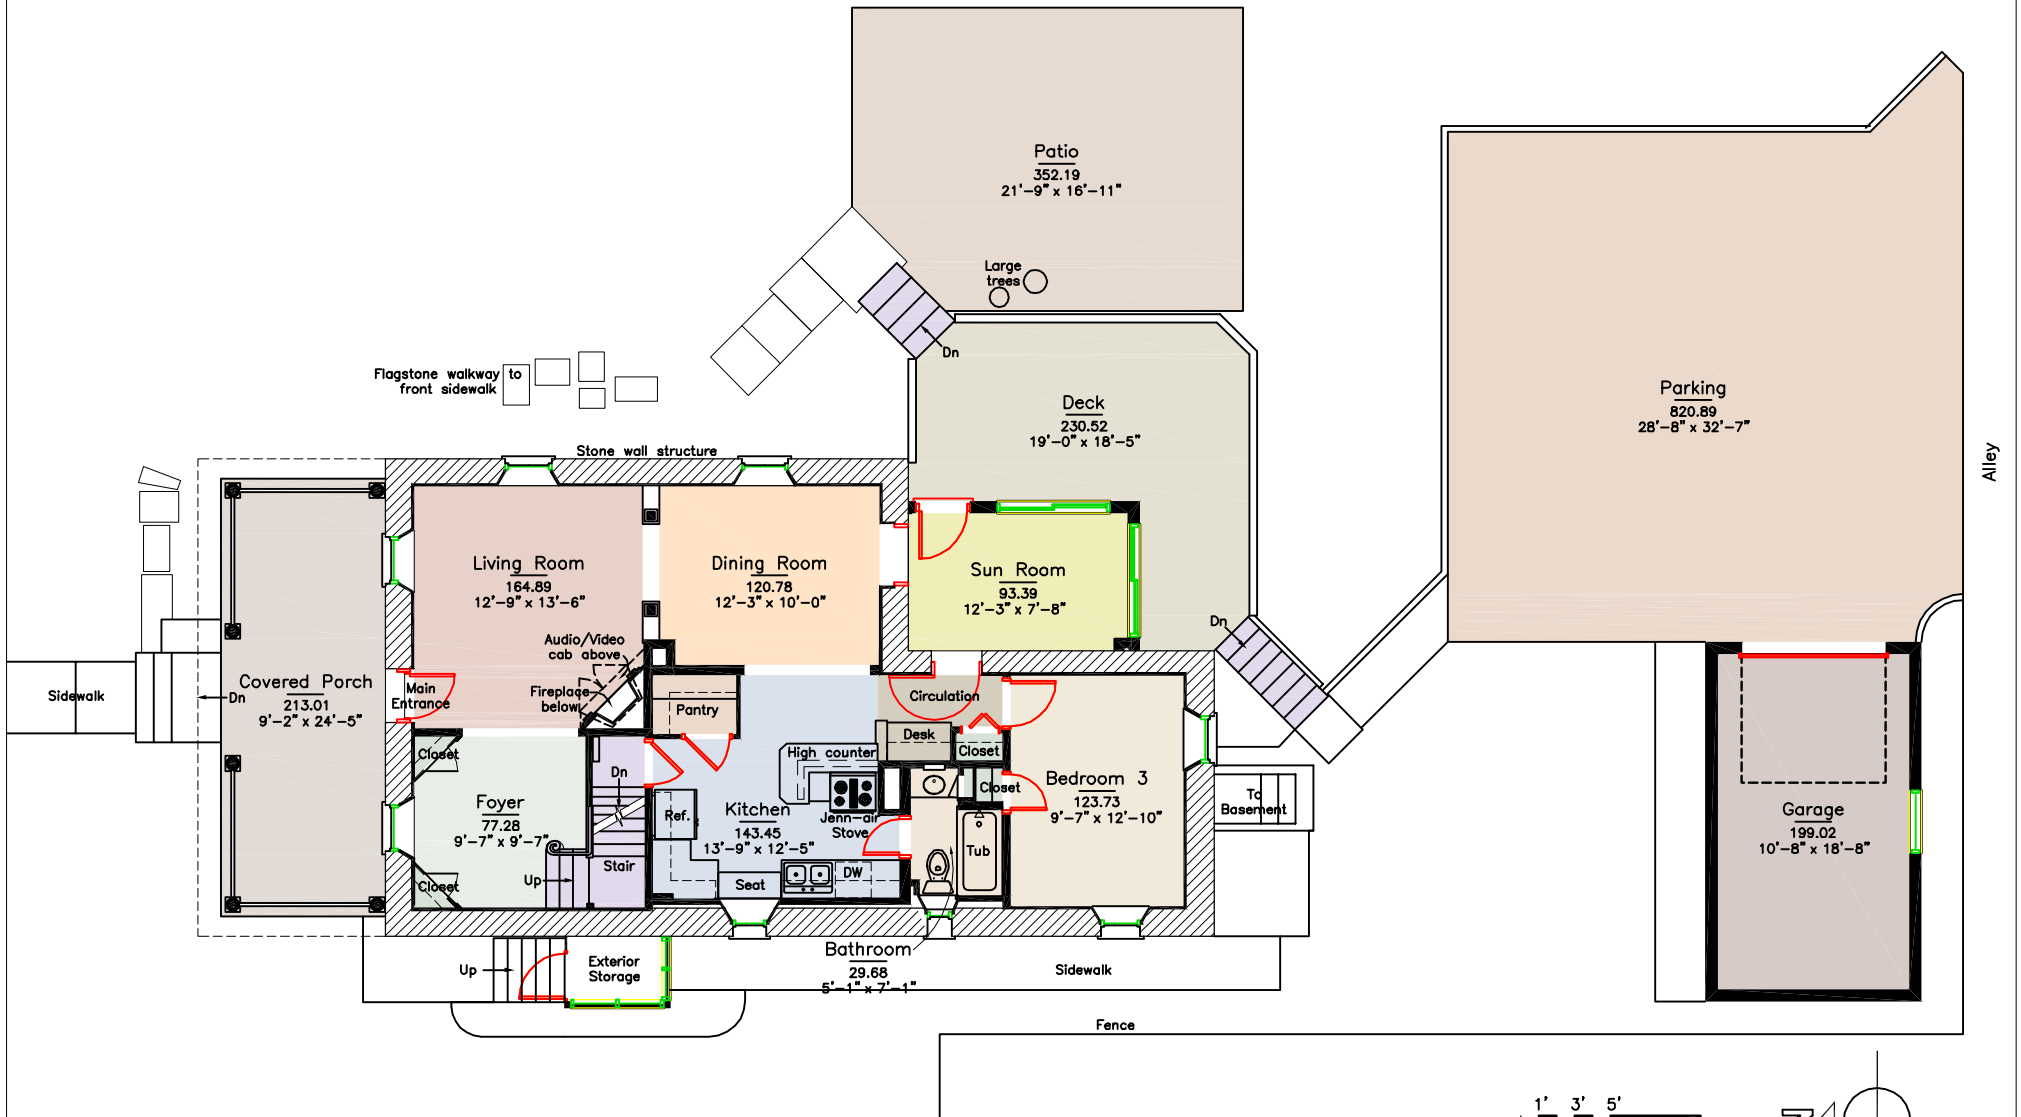 Patio
352.19
21'-9" x 16'-11"
Large
trees
Dn
Flagstone walkway to
front sidewalk
Deck
230.52
19'-0" x 18'-5"
Parking
820.89
28'-8" x 32'-7"
Alley
Stone wall structure
Living Room
164.89
12'-9" x 13'-6"
Dining Room
120.78
12'-3" x 10'-0"
Sun Room
93.39
12'-3" x 7'-8"
Dn
Audio/Video
cab above
Fireplace
below
Covered Porch
213.01
9'-2" x 24'-5"
Sidewalk
Dn
Main
Entrance
Pantry
Circulation
Desk
Closet
High counter
Closet
Closet
Dn
Bedroom 3
123.73
9'-7" x 12'-10"
To
Basement
Foyer
77.28
9'-7" x 9'-7"
Ref.
Kitchen
143.45
13'-9" x 12'-5"
Jenn-air
Stove
Garage
199.02
10'-8" x 18'-8"
Tub
Stair
Up
Closet
Seat
DW
Bathroom
29.68
5'-1" x 7'-1"
Up
Exterior
Storage
Sidewalk
Fence
1' 3' 5'